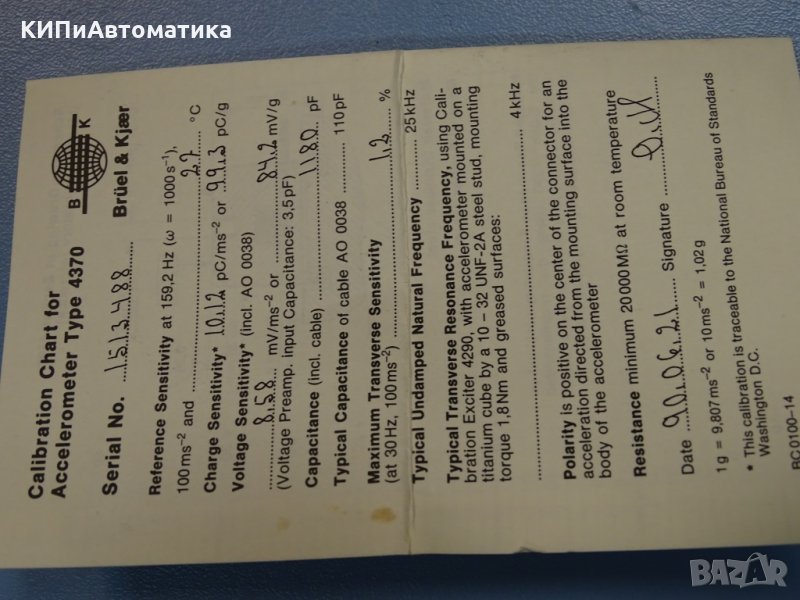 КИПиАвтоматика
Calibration Chart for
Accelerometer Type 4370
B K
Serial No. 1513488
Brüel & Kjær
Reference Sensitivity at 159,2 Hz (ω = 1000 s⁻¹),
100 ms⁻² and 27 °C
Charge Sensitivity* 10.12 pC/ms⁻² or 99.3 pC/g
Voltage Sensitivity* (incl. AO 0038)
8.58 mV/ms⁻² or 84.2 mV/g
(Voltage Preamp. input Capacitance: 3,5 pF)
Capacitance (incl. cable) 1180 pF
Typical Capacitance of cable AO 0038 110 pF
Maximum Transverse Sensitivity
(at 30 Hz, 100 ms⁻²) 1.2 %
Typical Undamped Natural Frequency 25 kHz
Typical Transverse Resonance Frequency, using Cali-
bration Exciter 4290, with accelerometer mounted on a
titanium cube by a 10 – 32 UNF-2A steel stud, mounting
torque 1,8 Nm and greased surfaces:
4 kHz
Polarity is positive on the center of the connector for an
acceleration directed from the mounting surface into the
body of the accelerometer
Resistance minimum 20 000 MΩ at room temperature
Date 90.06.21 Signature
1 g = 9,807 ms⁻² or 10 ms⁻² = 1,02 g
* This calibration is traceable to the National Bureau of Standards
Washington D.C.
BC 0100–14
BAZAR